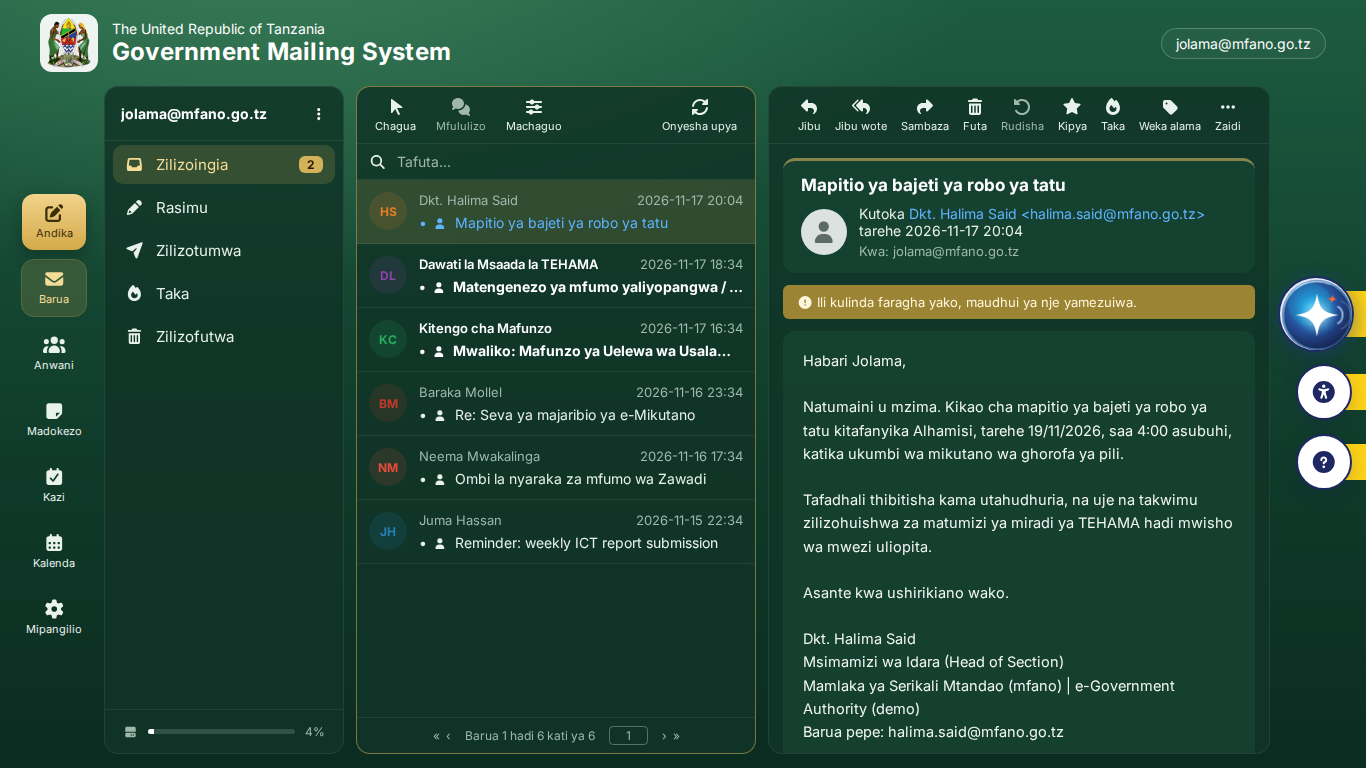 The United Republic of Tanzania
Government Mailing System
jolama@mfano.go.tz
Andika
Barua
Anwani
Madokezo
Kazi
Kalenda
Mipangilio
jolama@mfano.go.tz
Zilizoingia 2
Rasimu
Zilizotumwa
Taka
Zilizofutwa
4%
Chagua Mfululizo Machaguo Onyesha upya
Tafuta...
HS Dkt. Halima Said 2026-11-17 20:04
• Mapitio ya bajeti ya robo ya tatu
DL Dawati la Msaada la TEHAMA 2026-11-17 18:34
• Matengenezo ya mfumo yaliyopangwa / ...
KC Kitengo cha Mafunzo 2026-11-17 16:34
• Mwaliko: Mafunzo ya Uelewa wa Usala...
BM Baraka Mollel 2026-11-16 23:34
• Re: Seva ya majaribio ya e-Mikutano
NM Neema Mwakalinga 2026-11-16 17:34
• Ombi la nyaraka za mfumo wa Zawadi
JH Juma Hassan 2026-11-15 22:34
• Reminder: weekly ICT report submission
« ‹ Barua 1 hadi 6 kati ya 6 1 › »
Jibu Jibu wote Sambaza Futa Rudisha Kipya Taka Weka alama Zaidi
Mapitio ya bajeti ya robo ya tatu
Kutoka Dkt. Halima Said <halima.said@mfano.go.tz>
tarehe 2026-11-17 20:04
Kwa: jolama@mfano.go.tz
Ili kulinda faragha yako, maudhui ya nje yamezuiwa.
Habari Jolama,
Natumaini u mzima. Kikao cha mapitio ya bajeti ya robo ya
tatu kitafanyika Alhamisi, tarehe 19/11/2026, saa 4:00 asubuhi,
katika ukumbi wa mikutano wa ghorofa ya pili.
Tafadhali thibitisha kama utahudhuria, na uje na takwimu
zilizohuishwa za matumizi ya miradi ya TEHAMA hadi mwisho
wa mwezi uliopita.
Asante kwa ushirikiano wako.
Dkt. Halima Said
Msimamizi wa Idara (Head of Section)
Mamlaka ya Serikali Mtandao (mfano) | e-Government
Authority (demo)
Barua pepe: halima.said@mfano.go.tz